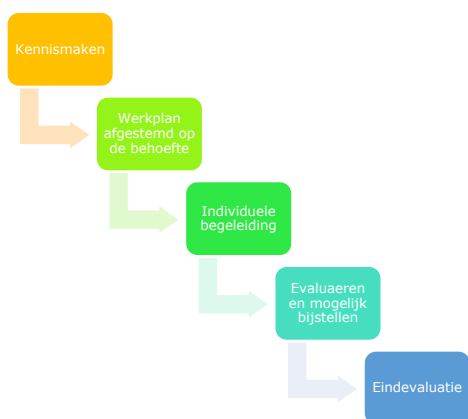 Kennismaken
Werkplan
afgestemd op
de behoefte
Individuele
begeleiding
Evaluaeren
en mogelijk
bijstellen
Eindevaluatie